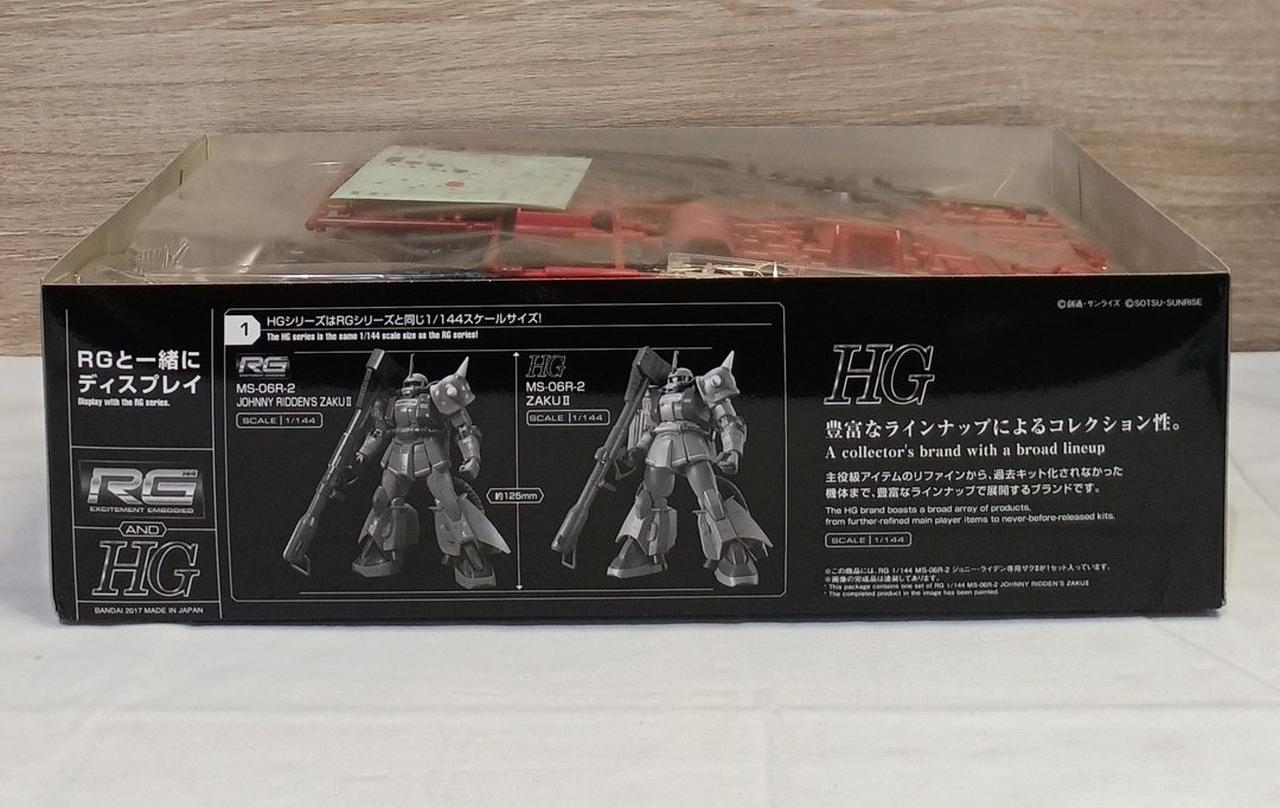 ©創通・サンライズ ©SOTSU・SUNRISE
RGと一緒に
ディスプレイ
Display with the RG series.
RG 1/144
EXCITEMENT EMBODIED
AND
HG
BANDAI 2017 MADE IN JAPAN
1
HGシリーズはRGシリーズと同じ1/144スケールサイズ!
The HG series is the same 1/144 scale size as the RG series!
RG
MS-06R-2
JOHNNY RIDDEN'S ZAKUⅡ
SCALE 1/144
約125mm
HG
MS-06R-2
ZAKUⅡ
SCALE 1/144
HG
豊富なラインナップによるコレクション性。
A collector's brand with a broad lineup
主役級アイテムのリファインから、過去キット化されなかった
機体まで、豊富なラインナップで展開するブランドです。
The HG brand boasts a broad array of products,
from further-refined main player items to never-before-released kits.
SCALE 1/144
※この商品には、RG 1/144 MS-06R-2 ジョニー・ライデン専用ザクⅡが1セット入っています。
※画像の完成品は塗装してあります。
* This package contains one set of RG 1/144 MS-06R-2 JOHNNY RIDDEN'S ZAKUⅡ
* The completed product in the image has been painted.